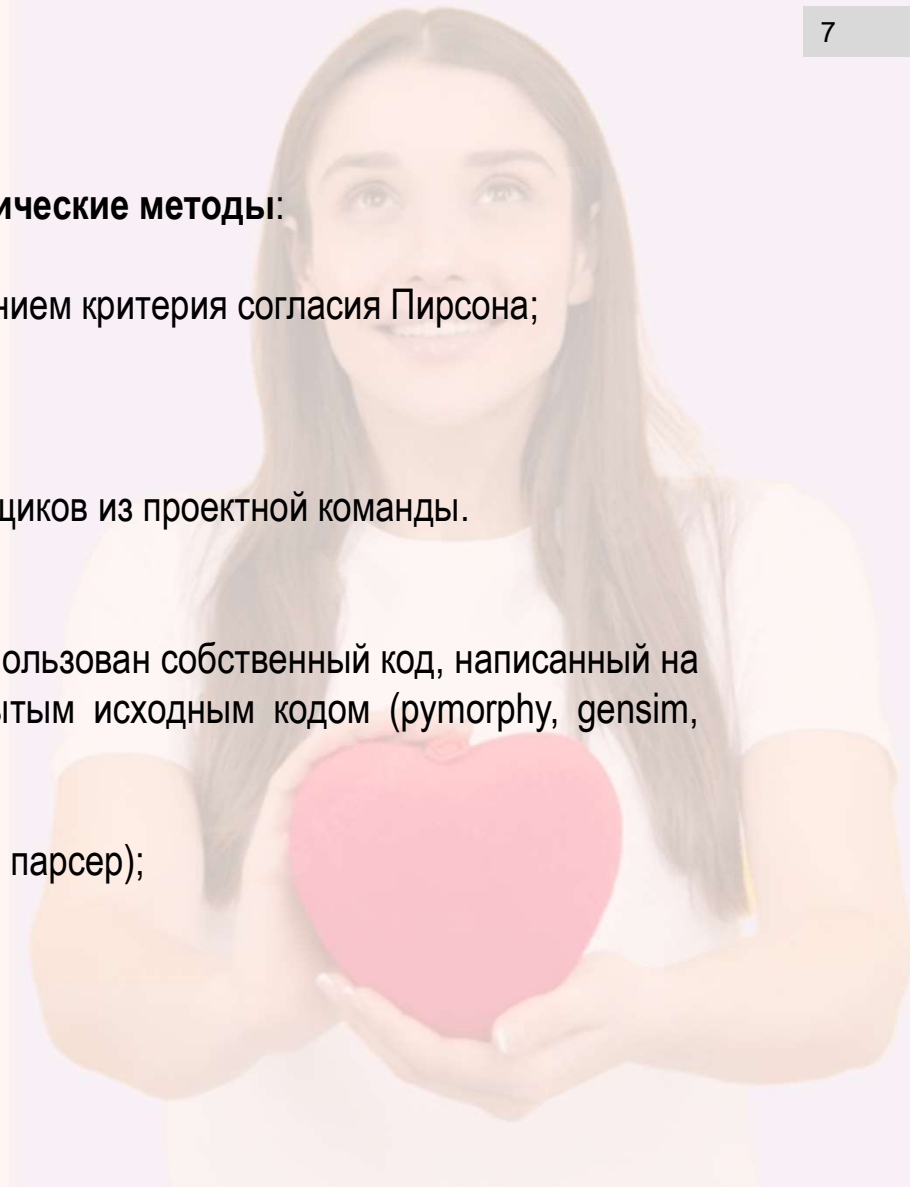 7
ические методы:
нием критерия согласия Пирсона;
щиков из проектной команды.
ользован собственный код, написанный на
ытым исходным кодом (pymorphy, gensim,
парсер);